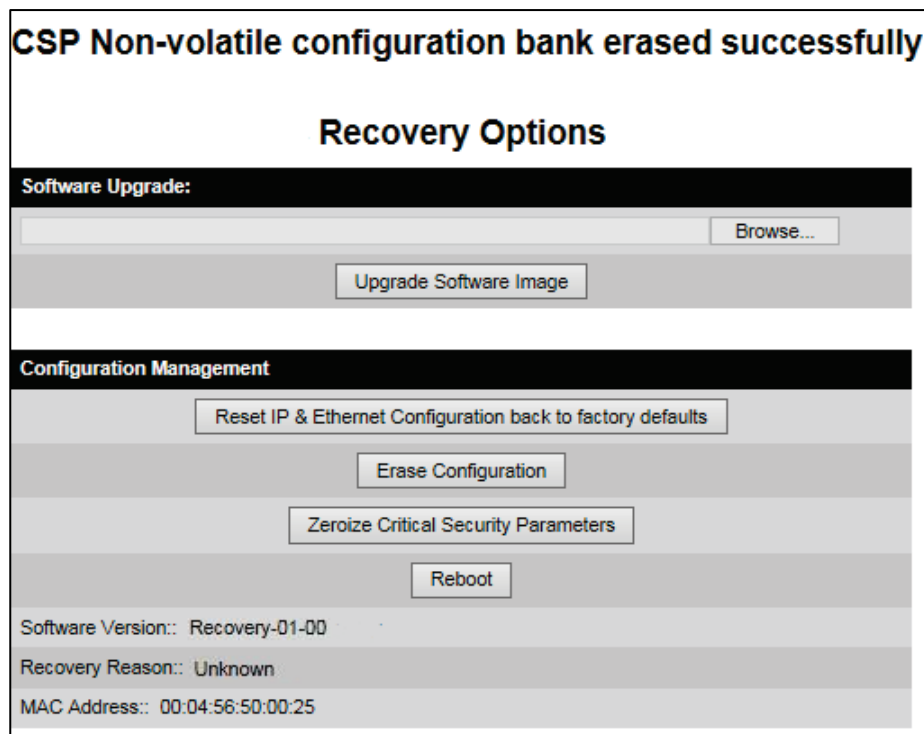 CSP Non-volatile configuration bank erased successfully
Recovery Options
Software Upgrade:
Browse...
Upgrade Software Image
Configuration Management
Reset IP & Ethernet Configuration back to factory defaults
Erase Configuration
Zeroize Critical Security Parameters
Reboot
Software Version:: Recovery-01-00
Recovery Reason:: Unknown
MAC Address:: 00:04:56:50:00:25